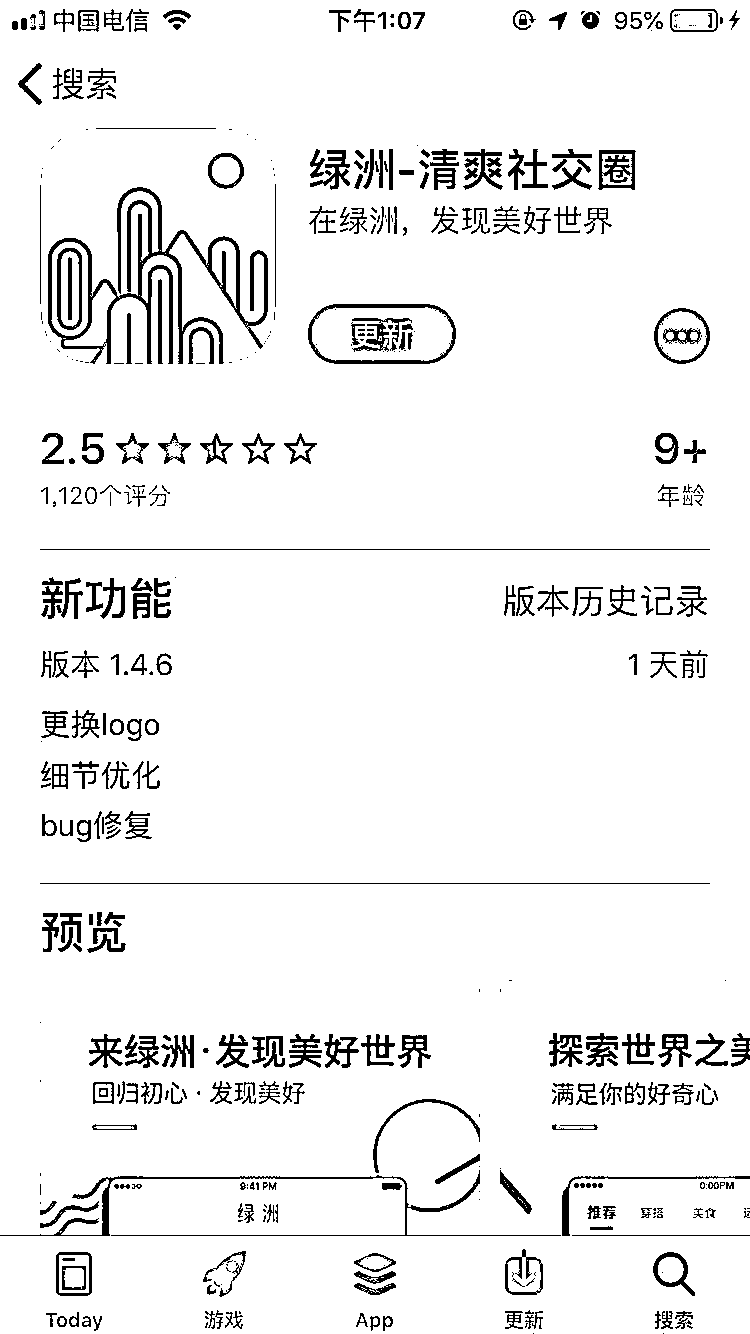 中国电信 下午1:07 95%
搜索
绿洲-清爽社交圈
在绿洲，发现美好世界
更新
2.5 9+
1,120个评分 年龄
新功能 版本历史记录
版本 1.4.6 1 天前
更换logo
细节优化
bug修复
预览
来绿洲·发现美好世界 探索世界之美
回归初心·发现美好 满足你的好奇心
9:41 PM 0:00PM
绿洲 推荐 穿搭 美食
Today 游戏 App 更新 搜索